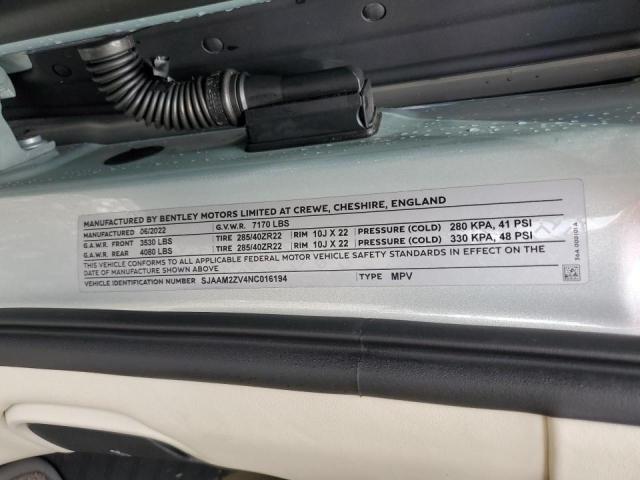 MANUFACTURED BY BENTLEY MOTORS LIMITED AT CREWE, CHESHIRE, ENGLAND
MANUFACTURED 06/2022 G.V.W.R. 7170 LBS
G.A.W.R. FRONT 3530 LBS TIRE 285/40ZR22 RIM 10J X 22 PRESSURE (COLD) 280 KPA, 41 PSI
G.A.W.R. REAR 4080 LBS TIRE 285/40ZR22 RIM 10J X 22 PRESSURE (COLD) 330 KPA, 48 PSI
THIS VEHICLE CONFORMS TO ALL APPLICABLE FEDERAL MOTOR VEHICLE SAFETY STANDARDS IN EFFECT ON THE
DATE OF MANUFACTURE SHOWN ABOVE
VEHICLE IDENTIFICATION NUMBER SJAAM2ZV4NC016194 TYPE MPV